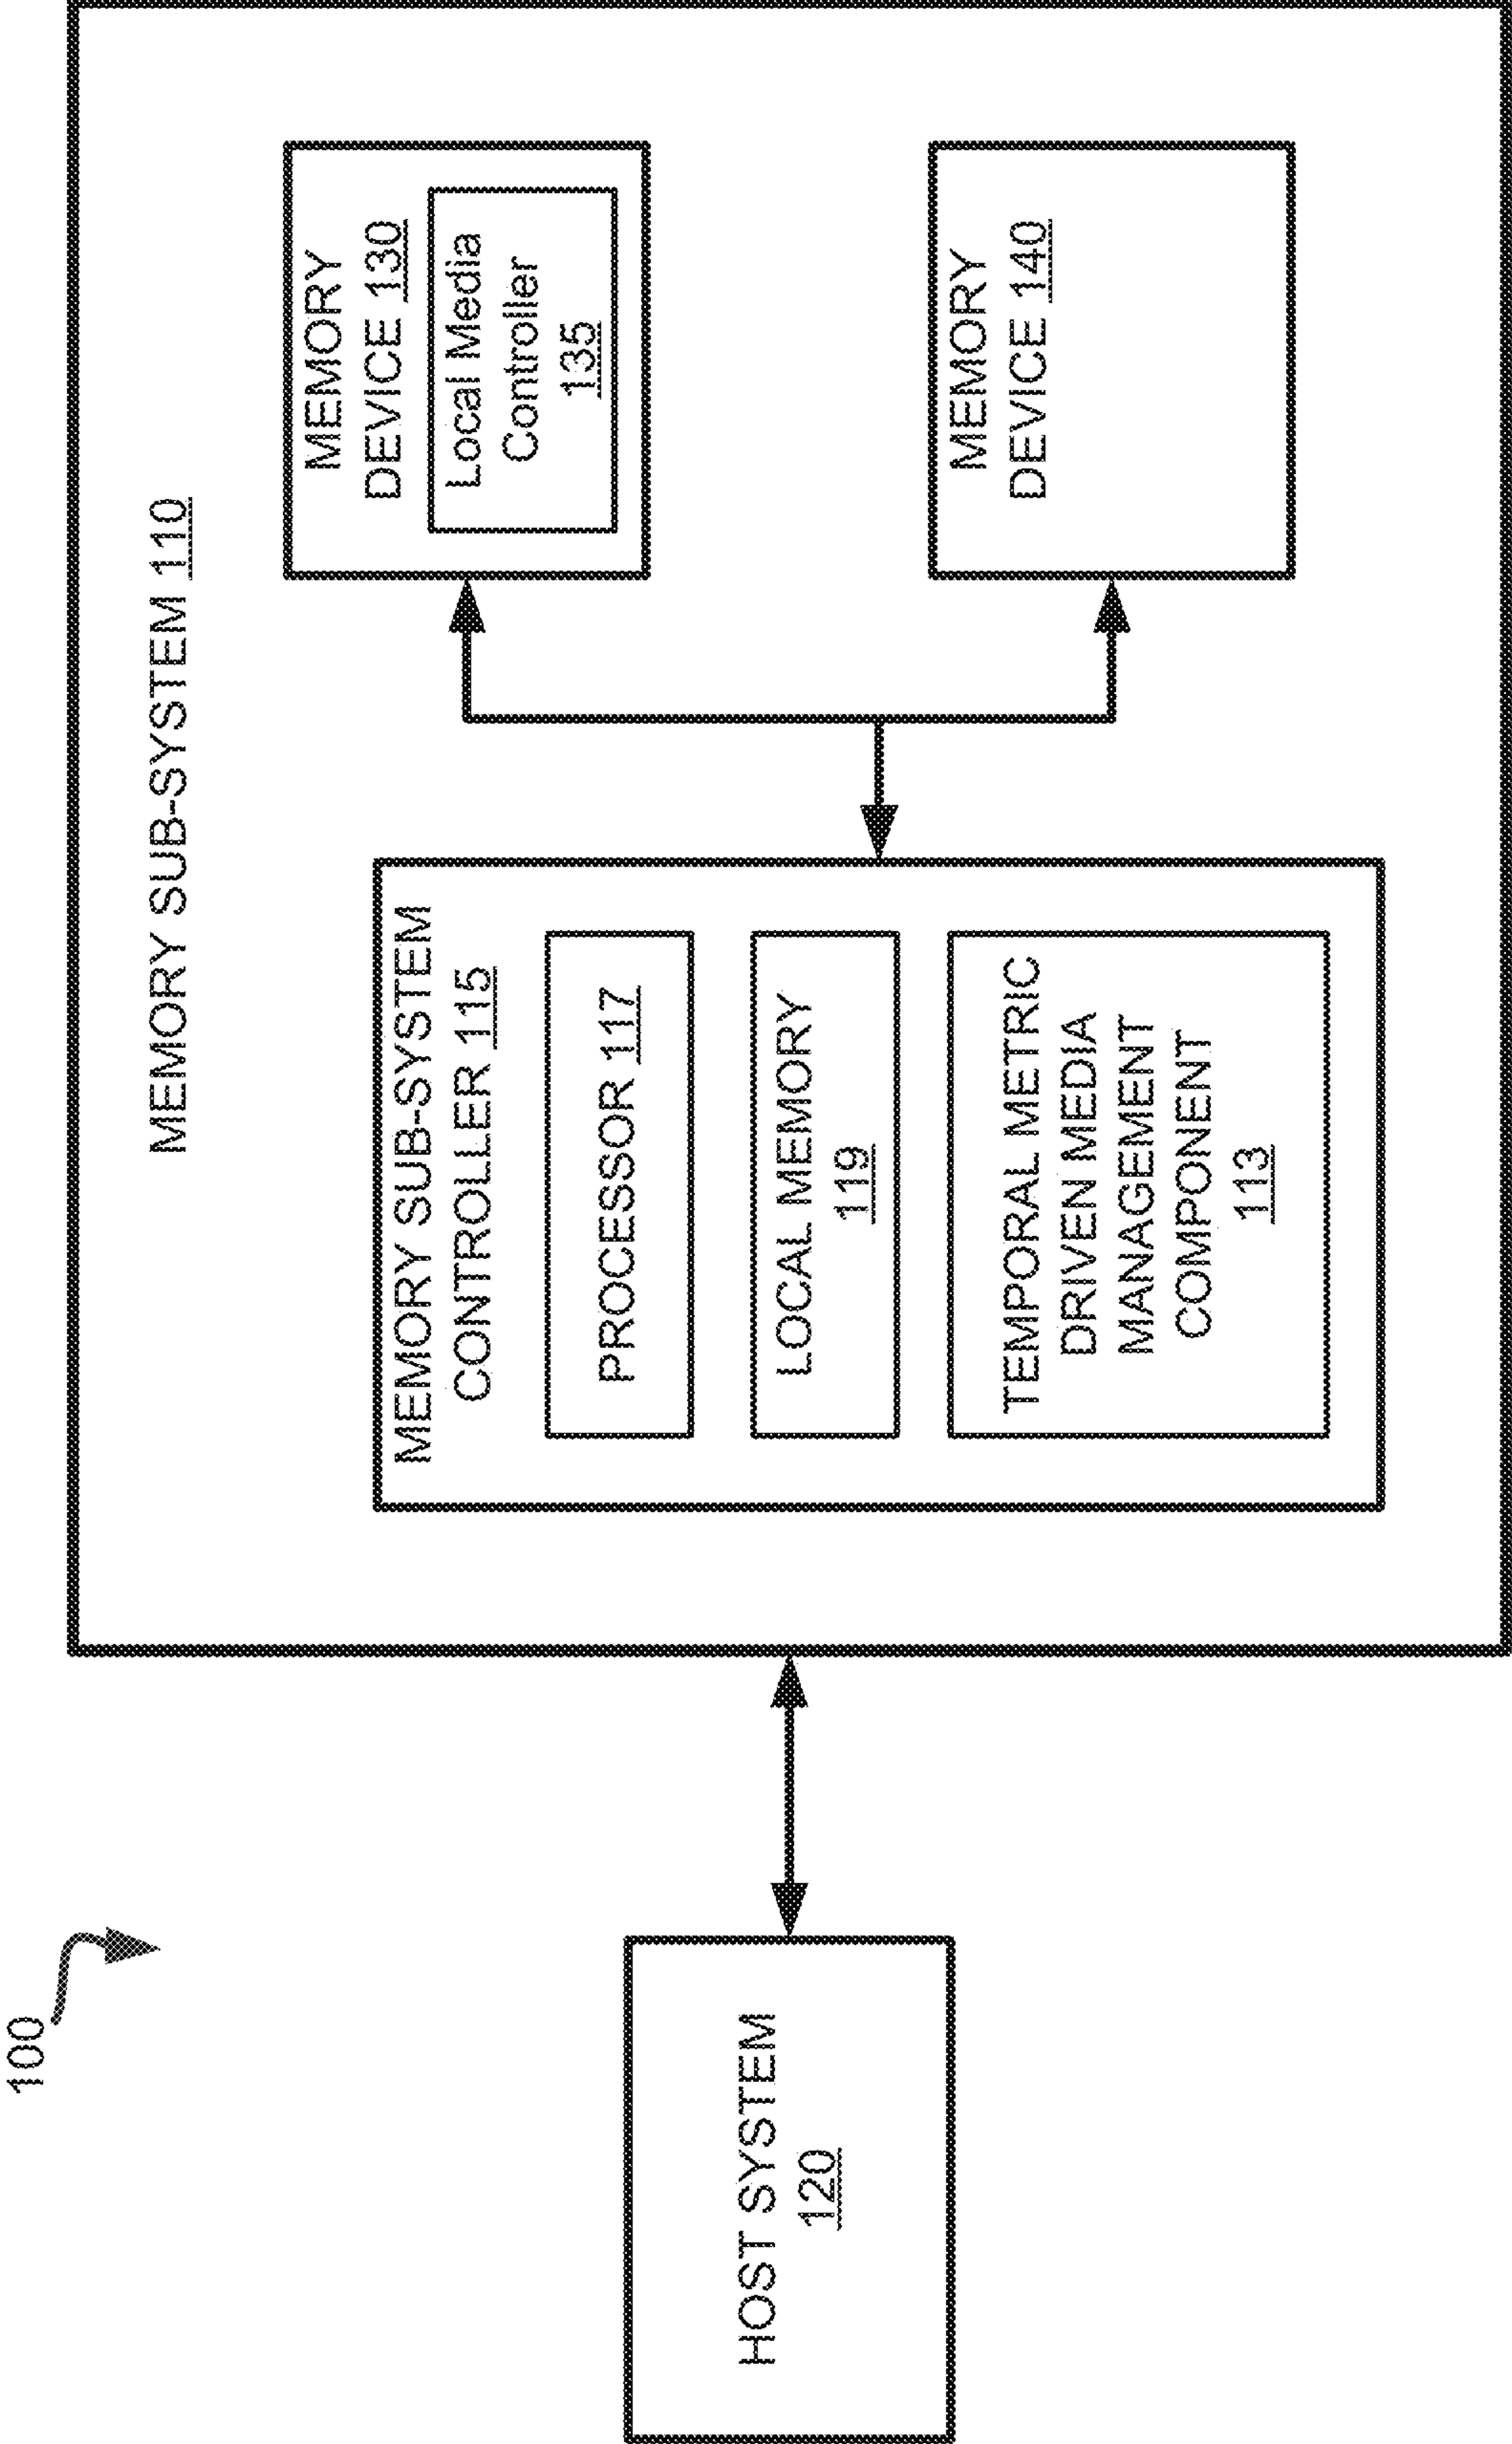 100
MEMORY SUB-SYSTEM 110
HOST SYSTEM
120
MEMORY SUB-SYSTEM
CONTROLLER 115
PROCESSOR 117
LOCAL MEMORY
119
TEMPORAL METRIC
DRIVEN MEDIA
MANAGEMENT
COMPONENT
113
MEMORY
DEVICE 130
Local Media
Controller
135
MEMORY
DEVICE 140